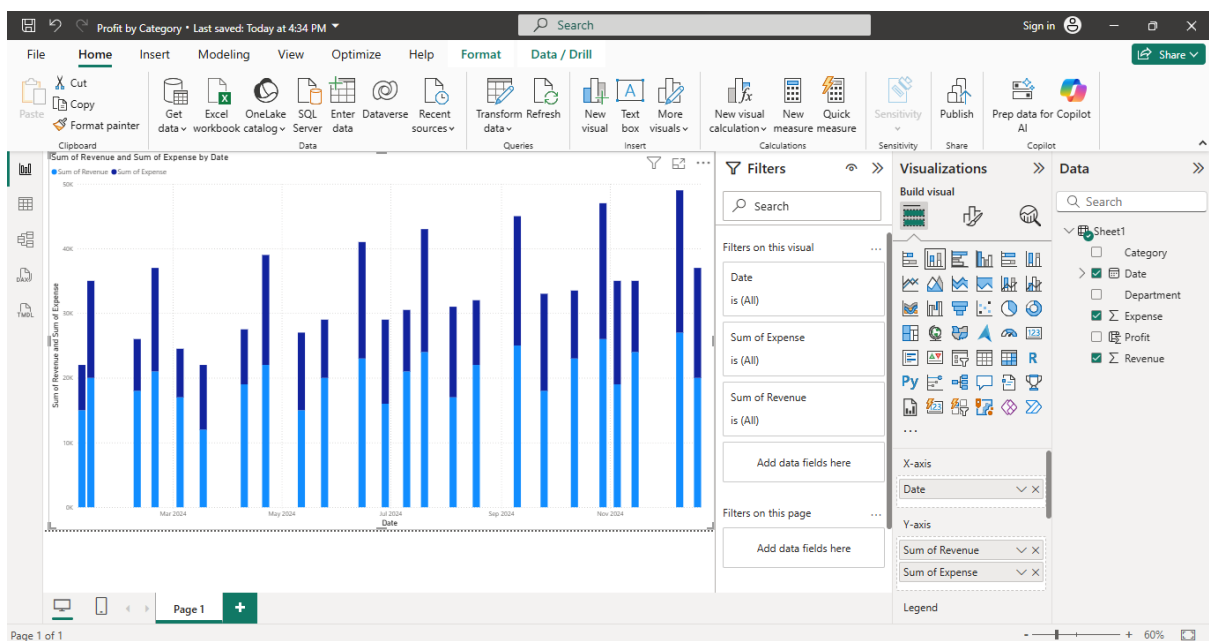 Profit by Category • Last saved: Today at 4:34 PM
Search
Sign in
File Home Insert Modeling View Optimize Help Format Data / Drill
Share
Paste
Cut
Copy
Format painter
Clipboard
Get data
Excel workbook
OneLake catalog
SQL Server
Enter data
Dataverse
Recent sources
Data
Transform data
Refresh
Queries
New visual
Text box
More visuals
Insert
New visual calculation
New measure
Quick measure
Calculations
Sensitivity
Sensitivity
Publish
Share
Prep data for AI
Copilot
Copilot
DAX
TMDL
Sum of Revenue and Sum of Expense by Date
Sum of Revenue Sum of Expense
50K
40K
30K
20K
10K
0K
Sum of Revenue and Sum of Expense
Mar 2024 May 2024 Jul 2024 Sep 2024 Nov 2024
Date
Filters
Search
Filters on this visual
Date
is (All)
Sum of Expense
is (All)
Sum of Revenue
is (All)
Add data fields here
Filters on this page
Add data fields here
Visualizations
Build visual
123
R
Py
...
X-axis
Date
Y-axis
Sum of Revenue
Sum of Expense
Legend
Data
Search
Sheet1
Category
Date
Department
Expense
Profit
Revenue
Page 1
Page 1 of 1
60%